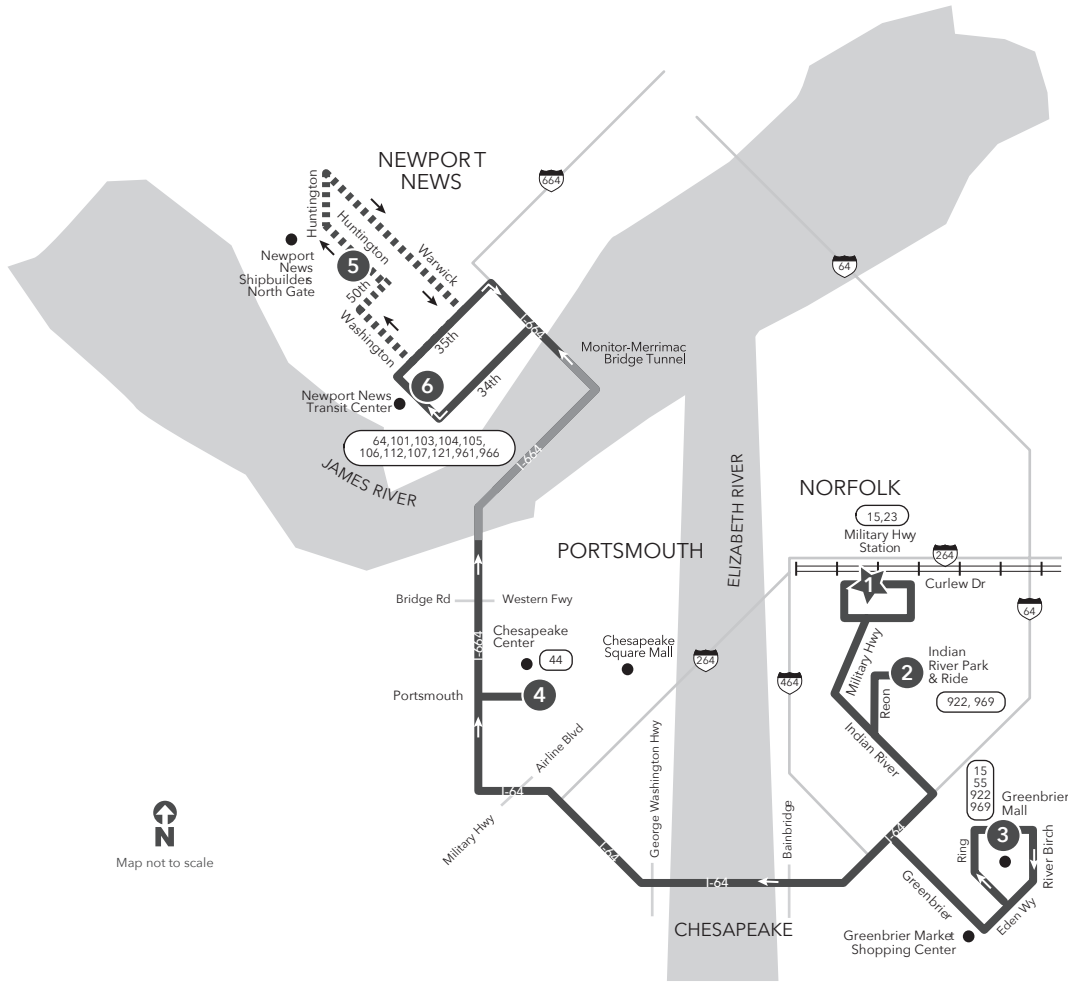 NEWPORT
NEWS
664
Huntington
Huntington
Warwick
Newport
News
Shipbuilders
North Gate
5
50th
Washington
64
35th
I-664
Monitor-Merrimac
Bridge Tunnel
6
34th
Newport News
Transit Center
64,101,103,104,105,
106,112,107,121,961,966
I-664
JAMES RIVER
ELIZABETH RIVER
NORFOLK
15,23
Military Hwy
Station
264
PORTSMOUTH
1
Curlew Dr
Bridge Rd
Western Fwy
64
I-664
Chesapeake
Center
44
Chesapeake
Square Mall
264
464
Military Hwy
2
Indian
River Park
& Ride
922, 969
Reon
Portsmouth
4
Airline Blvd
George Washington Hwy
Indian River
I-64
Military Hwy
I-64
Bainbridge
I-64
15
55
922
969
Greenbrier
Mall
3
Ring
River Birch
N
Map not to scale
I-64
Greenbrier
Eden Wy
CHESAPEAKE
Greenbrier Market
Shopping Center